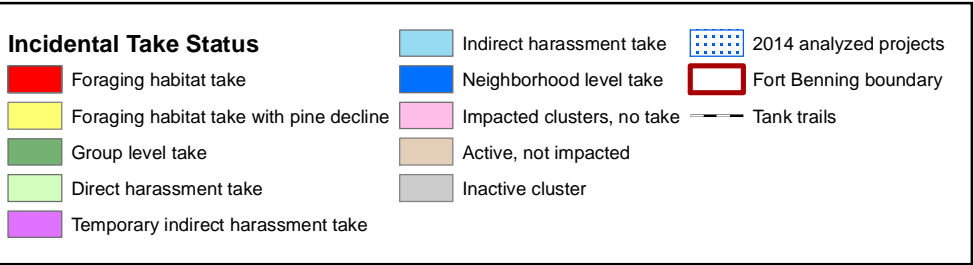 Incidental Take Status
Foraging habitat take
Foraging habitat take with pine decline
Group level take
Direct harassment take
Temporary indirect harassment take
Indirect harassment take
Neighborhood level take
Impacted clusters, no take
Active, not impacted
Inactive cluster
2014 analyzed projects
Fort Benning boundary
Tank trails